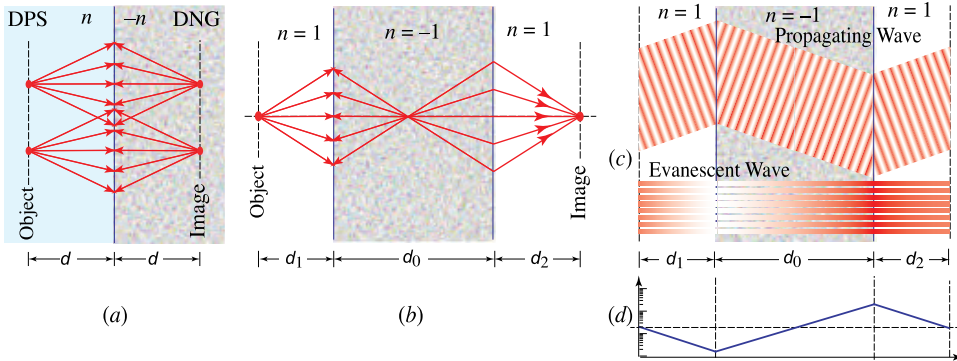 DPS n –n DNG
Object
Image
d d
(a)
n = 1 n = –1 n = 1
Object
Image
d1 d0 d2
(b)
n = 1 n = –1 n = 1
Propagating Wave
(c)
Evanescent Wave
d1 d0 d2
(d)